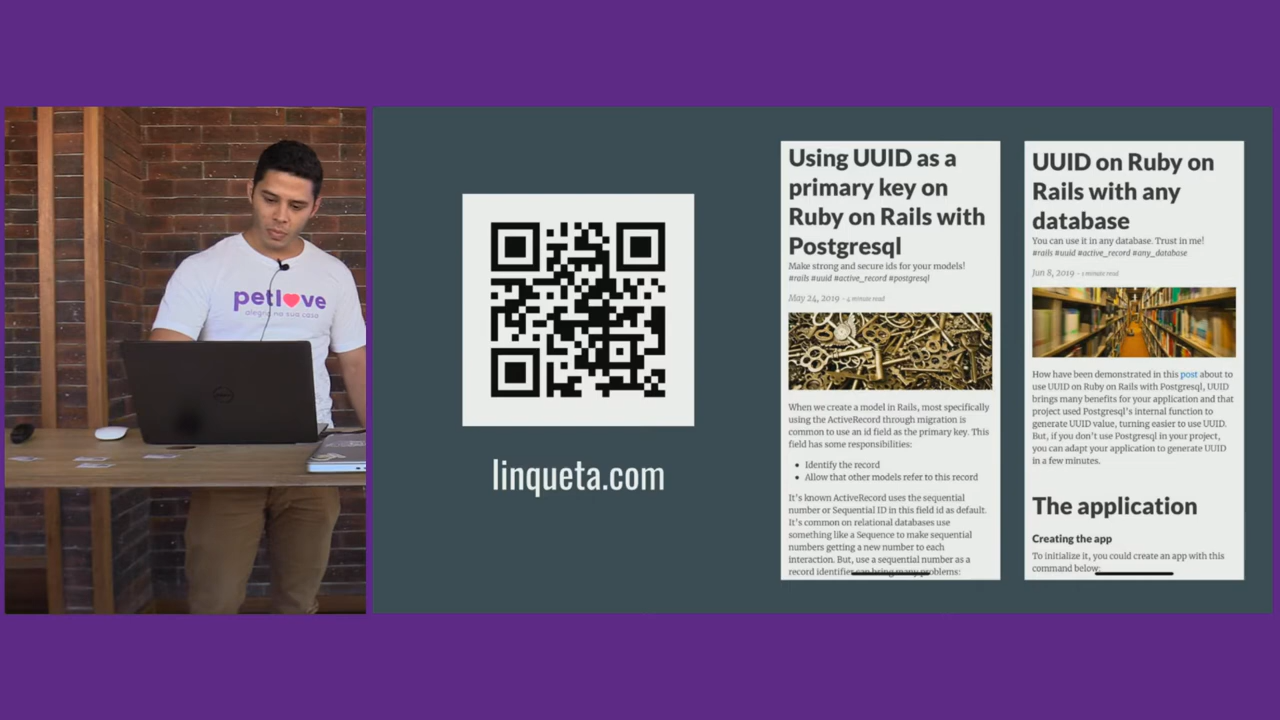 petlove
alegria na sua casa
linqueta.com
Using UUID as a
primary key on
Ruby on Rails with
Postgresql
Make strong and secure ids for your models!
#rails #uuid #active_record #postgresql
May 24, 2019 - 4 minute read
When we create a model in Rails, most specifically
using the ActiveRecord through migration is
common to use an id field as the primary key. This
field has some responsibilities:
• Identify the record
• Allow that other models refer to this record
It's known ActiveRecord uses the sequential
number or Sequential ID in this field id as default.
It's common on relational databases use
something like a Sequence to make sequential
numbers getting a new number to each
interaction. But, use a sequential number as a
record identifier can bring many problems:
UUID on Ruby on
Rails with any
database
You can use it in any database. Trust in me!
#rails #uuid #active_record #any_database
Jun 8, 2019 - 1 minute read
How have been demonstrated in this post about to
use UUID on Ruby on Rails with Postgresql, UUID
brings many benefits for your application and that
project used Postgresql's internal function to
generate UUID value, turning easier to use UUID.
But, if you don't use Postgresql in your project,
you can adapt your application to generate UUID
in a few minutes.
The application
Creating the app
To initialize it, you could create an app with this
command below: